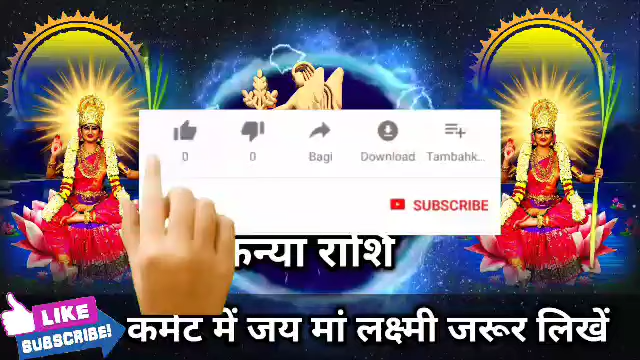 0 0 Bagi Download Tambahk...
SUBSCRIBE
कन्या राशि
LIKE
SUBSCRIBE!
कमेंट में जय मां लक्ष्मी जरूर लिखें